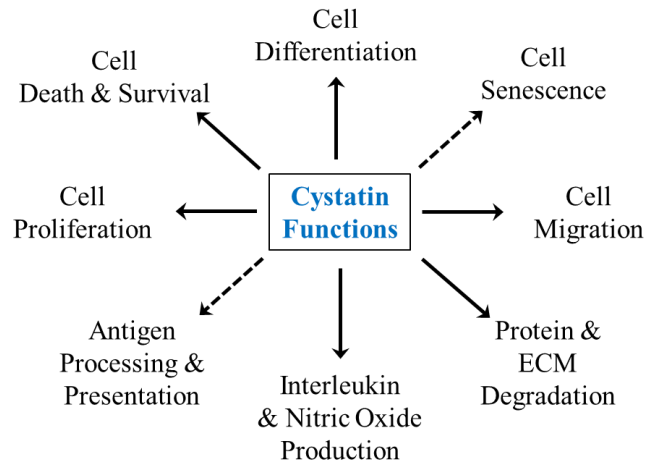 Cell
Differentiation
Cell
Death & Survival
Cell
Senescence
Cystatin
Functions
Cell
Proliferation
Cell
Migration
Antigen
Processing &
Presentation
Interleukin
& Nitric Oxide
Production
Protein &
ECM
Degradation